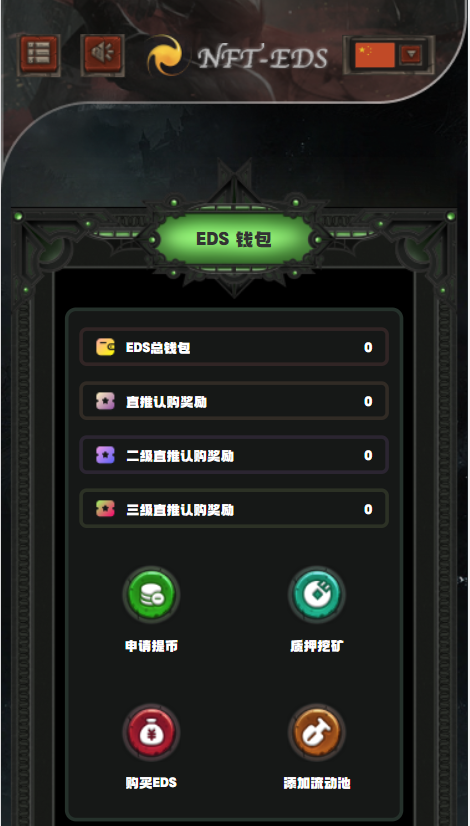 NFT-EDS
EDS 钱包
EDS总钱包 0
直推认购奖励 0
二级直推认购奖励 0
三级直推认购奖励 0
申请提币 质押挖矿
购买EDS 添加流动池